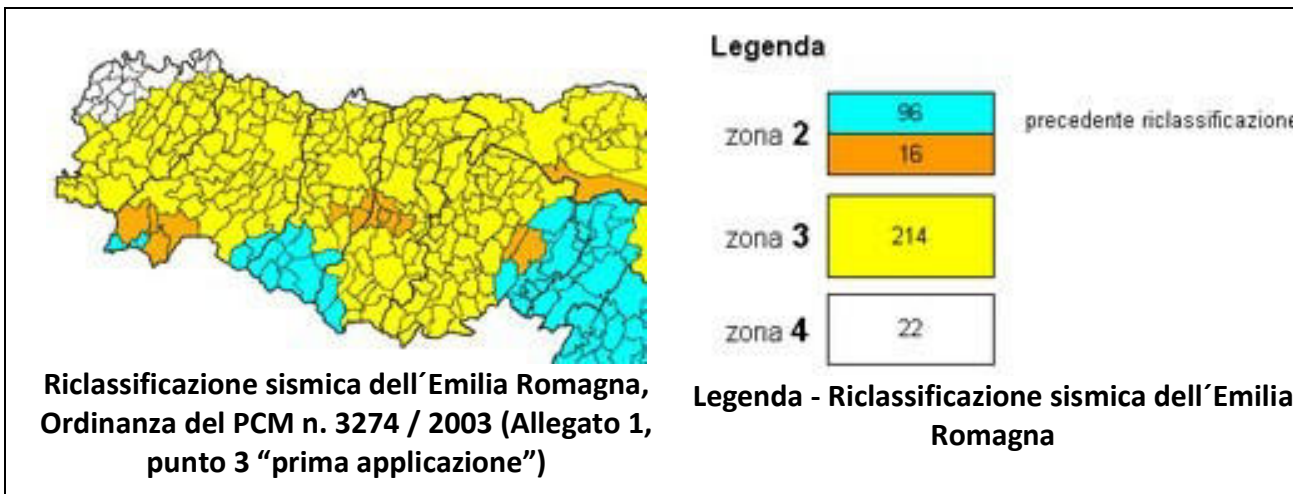 Legenda
zona 2
96
16
precedente riclassificazione
zona 3
214
zona 4
22
Riclassificazione sismica dell´Emilia Romagna,
Ordinanza del PCM n. 3274 / 2003 (Allegato 1,
punto 3 “prima applicazione”)
Legenda - Riclassificazione sismica dell´Emilia
Romagna